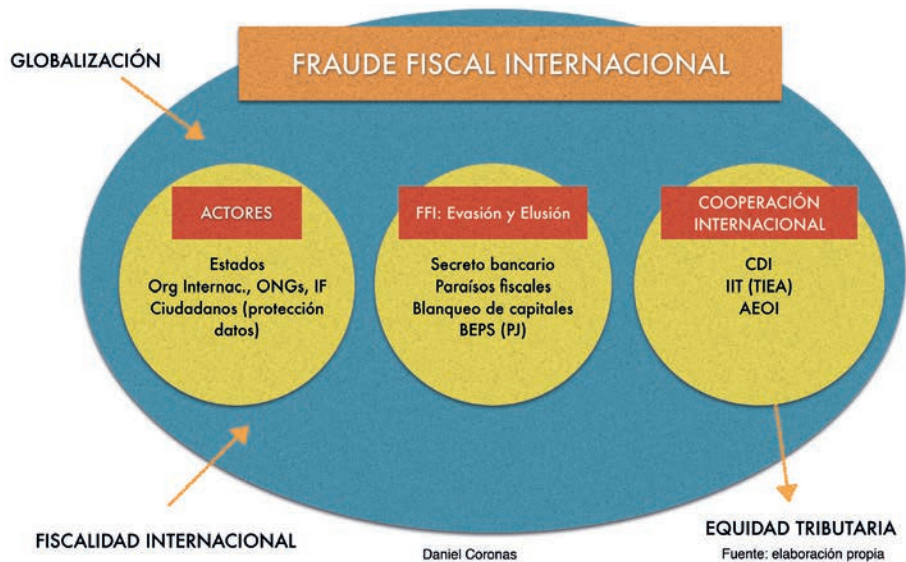 GLOBALIZACIÓN
FRAUDE FISCAL INTERNACIONAL
ACTORES
Estados
Org Internac., ONGs, IF
Ciudadanos (protección
datos)
FFI: Evasión y Elusión
Secreto bancario
Paraísos fiscales
Blanqueo de capitales
BEPS (PJ)
COOPERACIÓN
INTERNACIONAL
CDI
IIT (TIEA)
AEOI
FISCALIDAD INTERNACIONAL
EQUIDAD TRIBUTARIA
Daniel Coronas
Fuente: elaboración propia